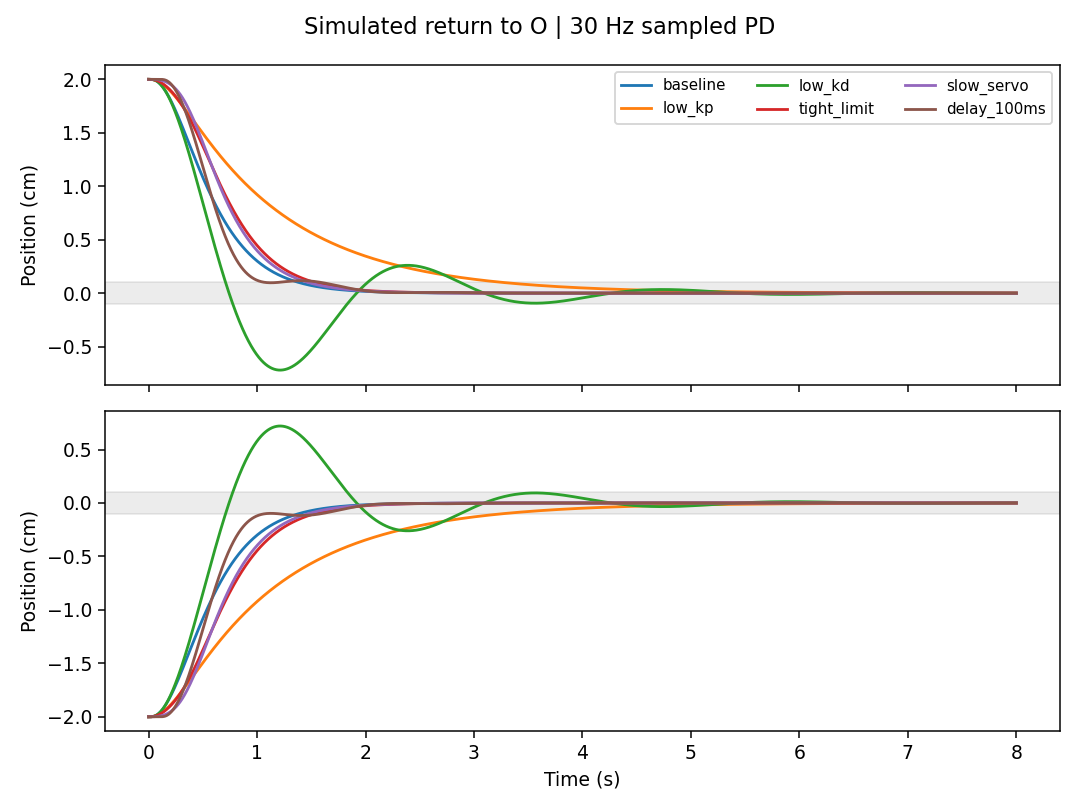 Simulated return to O | 30 Hz sampled PD
2.0
1.5
1.0
0.5
0.0
−0.5
Position (cm)
baseline
low_kp
low_kd
tight_limit
slow_servo
delay_100ms
0.5
0.0
−0.5
−1.0
−1.5
−2.0
Position (cm)
0 1 2 3 4 5 6 7 8
Time (s)